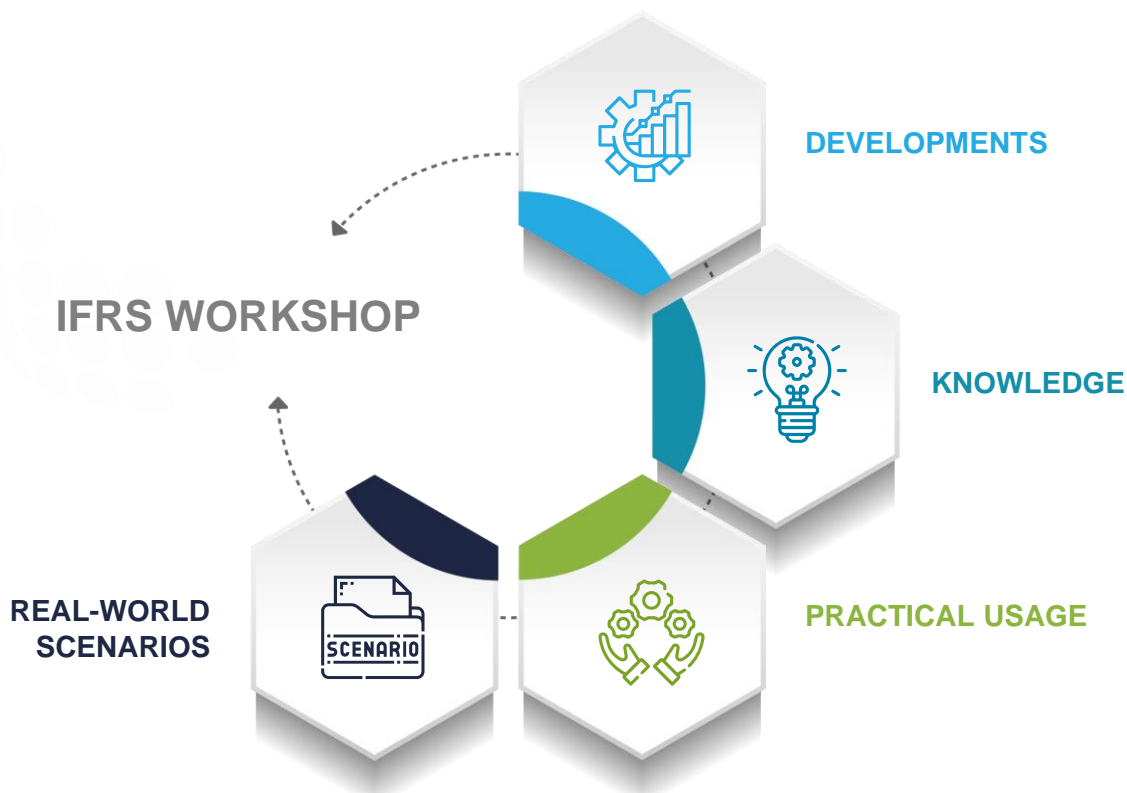 DEVELOPMENTS
IFRS WORKSHOP
KNOWLEDGE
REAL-WORLD
SCENARIOS
SCENARIO
PRACTICAL USAGE